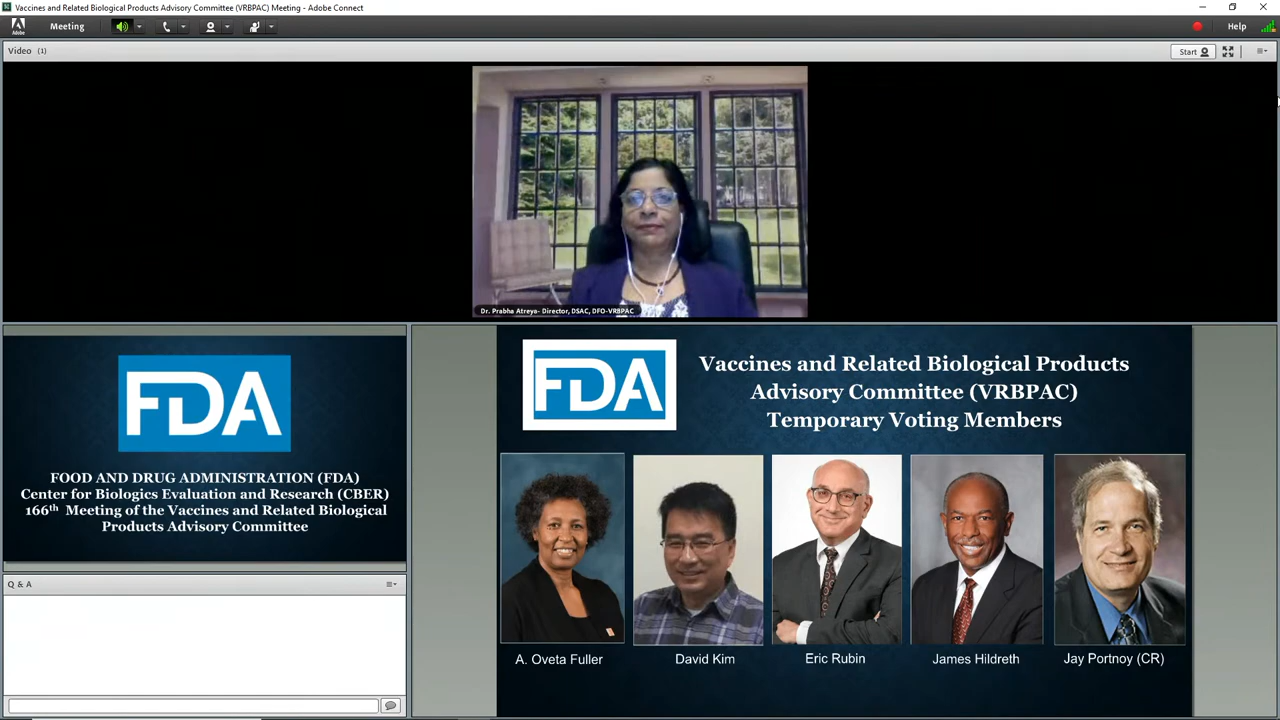 Vaccines and Related Biological Products Advisory Committee (VRBPAC) Meeting - Adobe Connect
Adobe
Meeting
Help
Video (1)
Start
Dr. Prabha Atreya- Director, DSAC, DFO-VRBPAC
FDA
FOOD AND DRUG ADMINISTRATION (FDA)
Center for Biologics Evaluation and Research (CBER)
166th Meeting of the Vaccines and Related Biological
Products Advisory Committee
Q & A
FDA
Vaccines and Related Biological Products
Advisory Committee (VRBPAC)
Temporary Voting Members
A. Oveta Fuller
David Kim
Eric Rubin
James Hildreth
Jay Portnoy (CR)